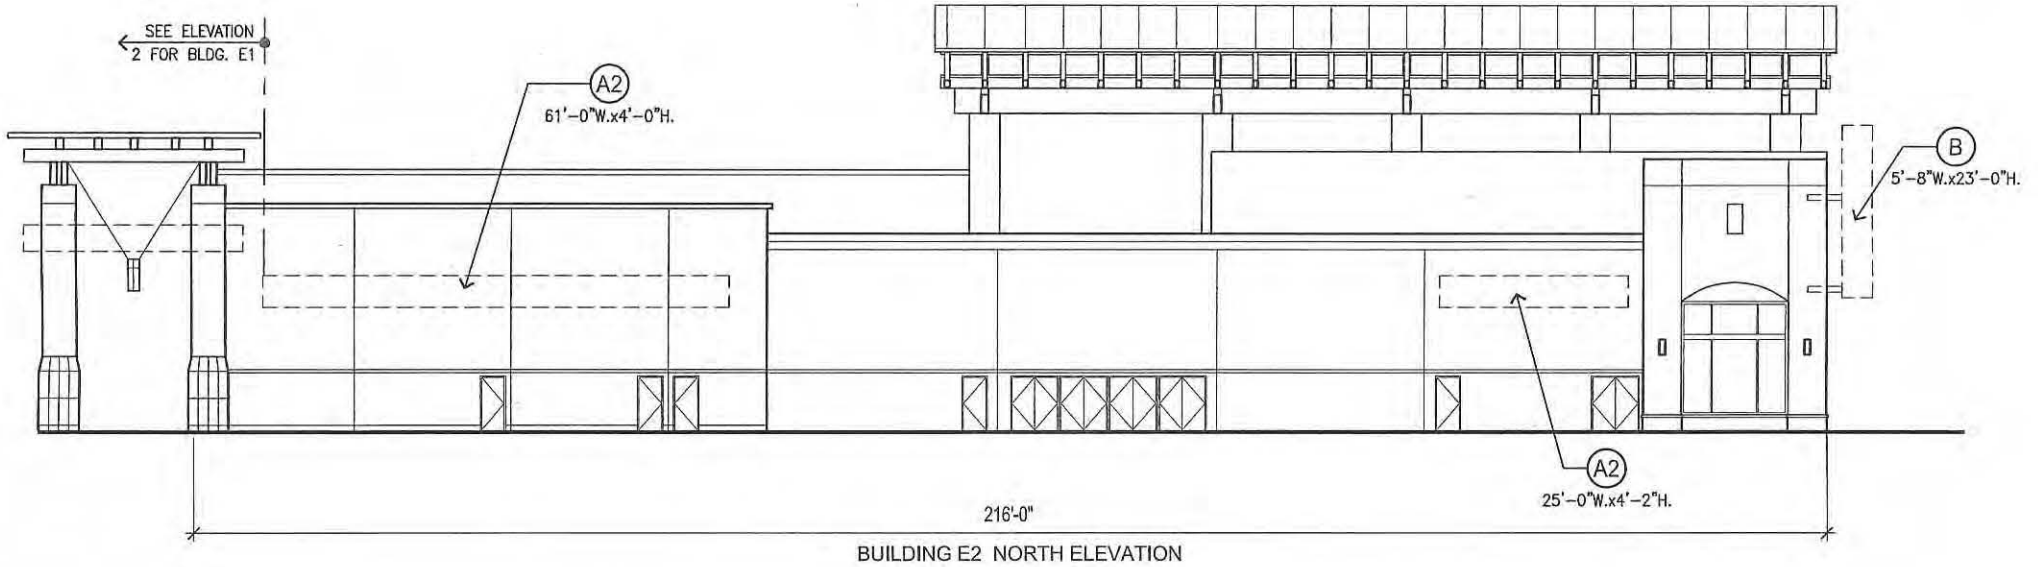 SEE ELEVATION
2 FOR BLDG. E1
A2
61'-0"W.x4'-0"H.
B
5'-8"W.x23'-0"H.
A2
25'-0"W.x4'-2"H.
216'-0"
BUILDING E2 NORTH ELEVATION